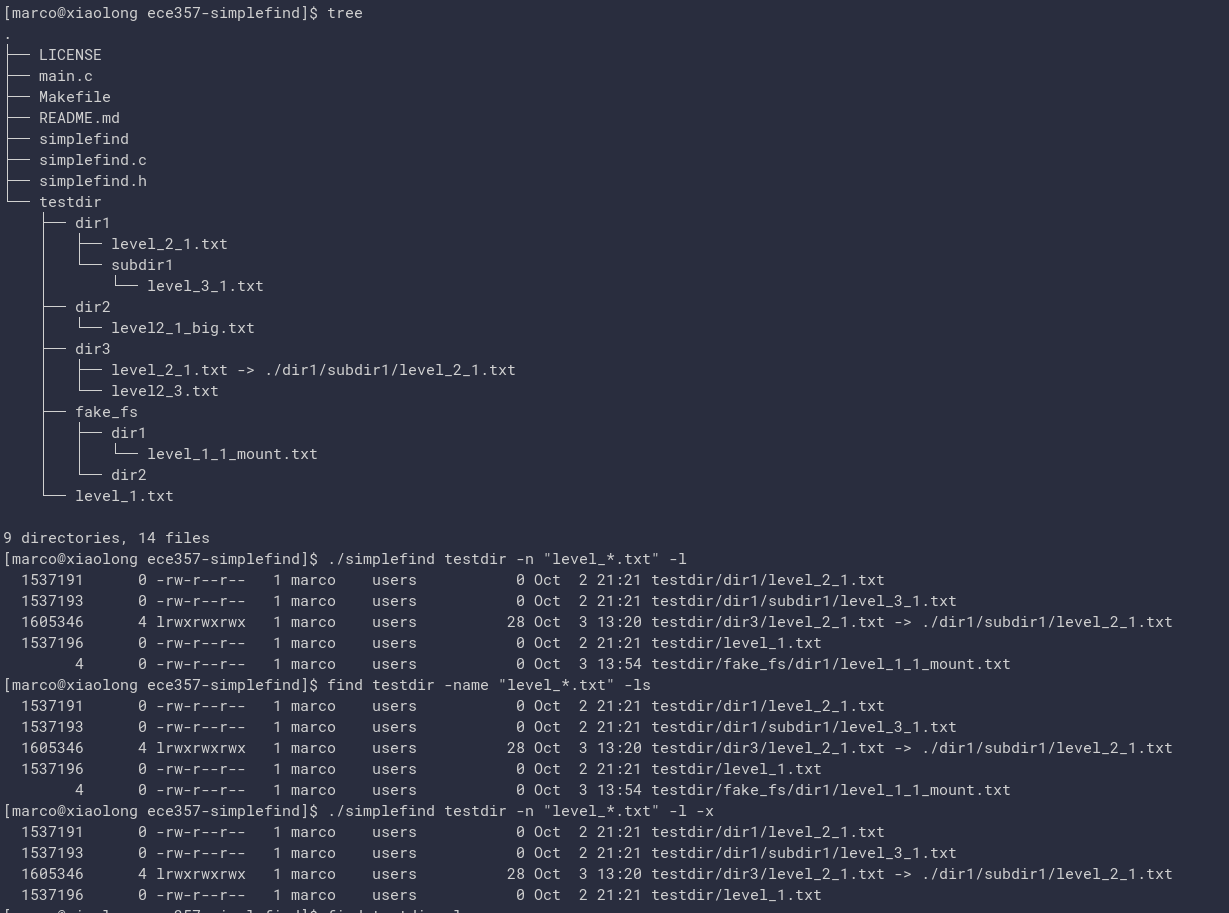 [marco@xiaolong ece357-simplefind]$ tree
.
├── LICENSE
├── main.c
├── Makefile
├── README.md
├── simplefind
├── simplefind.c
├── simplefind.h
└── testdir
    ├── dir1
    │   ├── level_2_1.txt
    │   └── subdir1
    │       └── level_3_1.txt
    ├── dir2
    │   └── level2_1_big.txt
    ├── dir3
    │   ├── level_2_1.txt -> ./dir1/subdir1/level_2_1.txt
    │   └── level2_3.txt
    ├── fake_fs
    │   ├── dir1
    │   │   └── level_1_1_mount.txt
    │   └── dir2
    └── level_1.txt

9 directories, 14 files
[marco@xiaolong ece357-simplefind]$ ./simplefind testdir -n "level_*.txt" -l
  1537191      0 -rw-r--r--   1 marco    users           0 Oct  2 21:21 testdir/dir1/level_2_1.txt
  1537193      0 -rw-r--r--   1 marco    users           0 Oct  2 21:21 testdir/dir1/subdir1/level_3_1.txt
  1605346      4 lrwxrwxrwx   1 marco    users          28 Oct  3 13:20 testdir/dir3/level_2_1.txt -> ./dir1/subdir1/level_2_1.txt
  1537196      0 -rw-r--r--   1 marco    users           0 Oct  2 21:21 testdir/level_1.txt
        4      0 -rw-r--r--   1 marco    users           0 Oct  3 13:54 testdir/fake_fs/dir1/level_1_1_mount.txt
[marco@xiaolong ece357-simplefind]$ find testdir -name "level_*.txt" -ls
  1537191      0 -rw-r--r--   1 marco    users           0 Oct  2 21:21 testdir/dir1/level_2_1.txt
  1537193      0 -rw-r--r--   1 marco    users           0 Oct  2 21:21 testdir/dir1/subdir1/level_3_1.txt
  1605346      4 lrwxrwxrwx   1 marco    users          28 Oct  3 13:20 testdir/dir3/level_2_1.txt -> ./dir1/subdir1/level_2_1.txt
  1537196      0 -rw-r--r--   1 marco    users           0 Oct  2 21:21 testdir/level_1.txt
        4      0 -rw-r--r--   1 marco    users           0 Oct  3 13:54 testdir/fake_fs/dir1/level_1_1_mount.txt
[marco@xiaolong ece357-simplefind]$ ./simplefind testdir -n "level_*.txt" -l -x
  1537191      0 -rw-r--r--   1 marco    users           0 Oct  2 21:21 testdir/dir1/level_2_1.txt
  1537193      0 -rw-r--r--   1 marco    users           0 Oct  2 21:21 testdir/dir1/subdir1/level_3_1.txt
  1605346      4 lrwxrwxrwx   1 marco    users          28 Oct  3 13:20 testdir/dir3/level_2_1.txt -> ./dir1/subdir1/level_2_1.txt
  1537196      0 -rw-r--r--   1 marco    users           0 Oct  2 21:21 testdir/level_1.txt